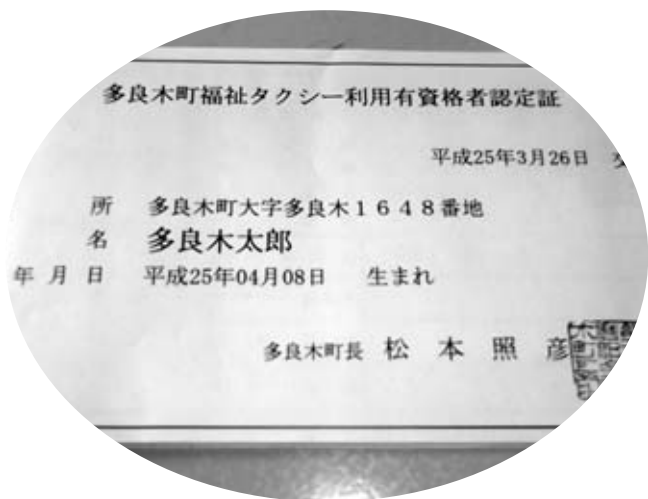 多良木町福祉タクシー利用有資格者認定証
平成25年3月26日
所 多良木町大字多良木1648番地
名 多良木太郎
年月日 平成25年04月08日 生まれ
多良木町長 松本照彦